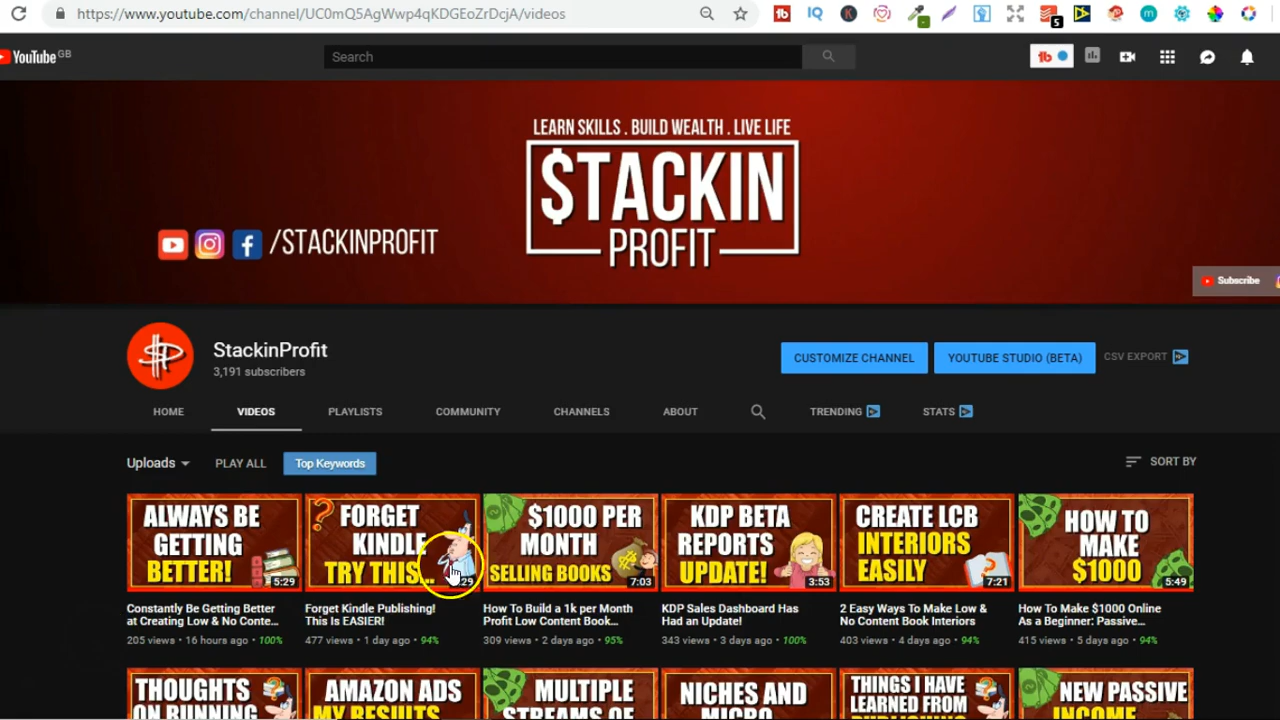 https://www.youtube.com/channel/UC0mQ5AgWwp4qKDGEoZrDcjA/videos
5
YouTube GB
Search
LEARN SKILLS . BUILD WEALTH . LIVE LIFE
$TACKIN
PROFIT
/STACKINPROFIT
Subscribe
StackinProfit
3,191 subscribers
CUSTOMIZE CHANNEL
YOUTUBE STUDIO (BETA)
CSV EXPORT
HOME
VIDEOS
PLAYLISTS
COMMUNITY
CHANNELS
ABOUT
TRENDING
STATS
Uploads
PLAY ALL
Top Keywords
SORT BY
ALWAYS BE
GETTING
BETTER!
5:29
Constantly Be Getting Better
at Creating Low & No Conte...
205 views • 16 hours ago • 100%
FORGET
KINDLE
TRY THIS...
Forget Kindle Publishing!
This Is EASIER!
477 views • 1 day ago • 94%
$1000 PER
MONTH
SELLING BOOKS
7:03
How To Build a 1k per Month
Profit Low Content Book...
309 views • 2 days ago • 95%
KDP BETA
REPORTS
UPDATE!
3:53
KDP Sales Dashboard Has
Had an Update!
343 views • 3 days ago • 100%
CREATE LCB
INTERIORS
EASILY
7:21
2 Easy Ways To Make Low &
No Content Book Interiors
403 views • 4 days ago • 94%
HOW TO
MAKE
$1000
5:49
How To Make $1000 Online
As a Beginner: Passive...
415 views • 5 days ago • 94%
THOUGHTS
ON RUNNING
AMAZON ADS
MY RESULTS
MULTIPLE
STREAMS OF
NICHES AND
MICRO
THINGS I HAVE
LEARNED FROM
NEW PASSIVE
INCOME